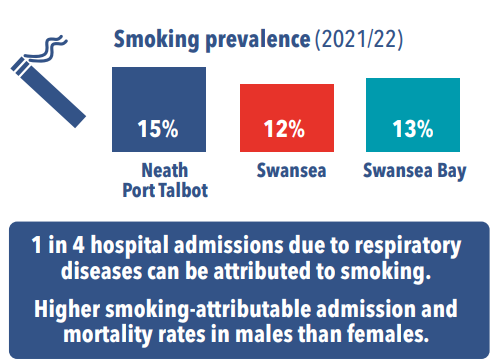 Smoking prevalence (2021/22)
15%
12%
13%
Neath
Port Talbot
Swansea
Swansea Bay
1 in 4 hospital admissions due to respiratory
diseases can be attributed to smoking.
Higher smoking-attributable admission and
mortality rates in males than females.